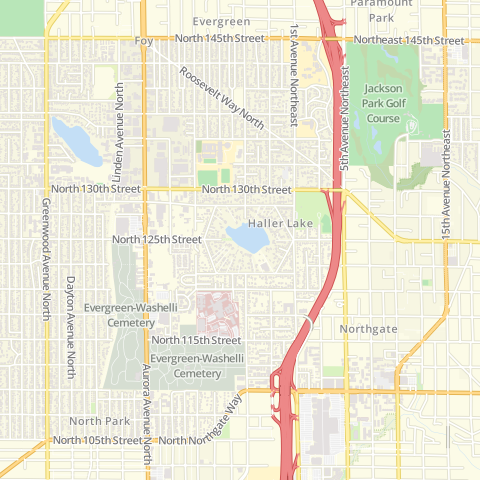 Paramount
Park
Evergreen
North 145th Street
Northeast 145th Street
Foy
1st Avenue Northeast
Roosevelt Way North
5th Avenue Northeast
Jackson
Park Golf
Course
Linden Avenue North
15th Avenue Northeast
North 130th Street
North 130th Street
Greenwood Avenue North
Haller Lake
North 125th Street
Dayton Avenue North
Evergreen-Washelli
Cemetery
Northgate
North 115th Street
Evergreen-Washelli
Cemetery
Aurora Avenue North
North Park
North Northgate Way
North 105th Street